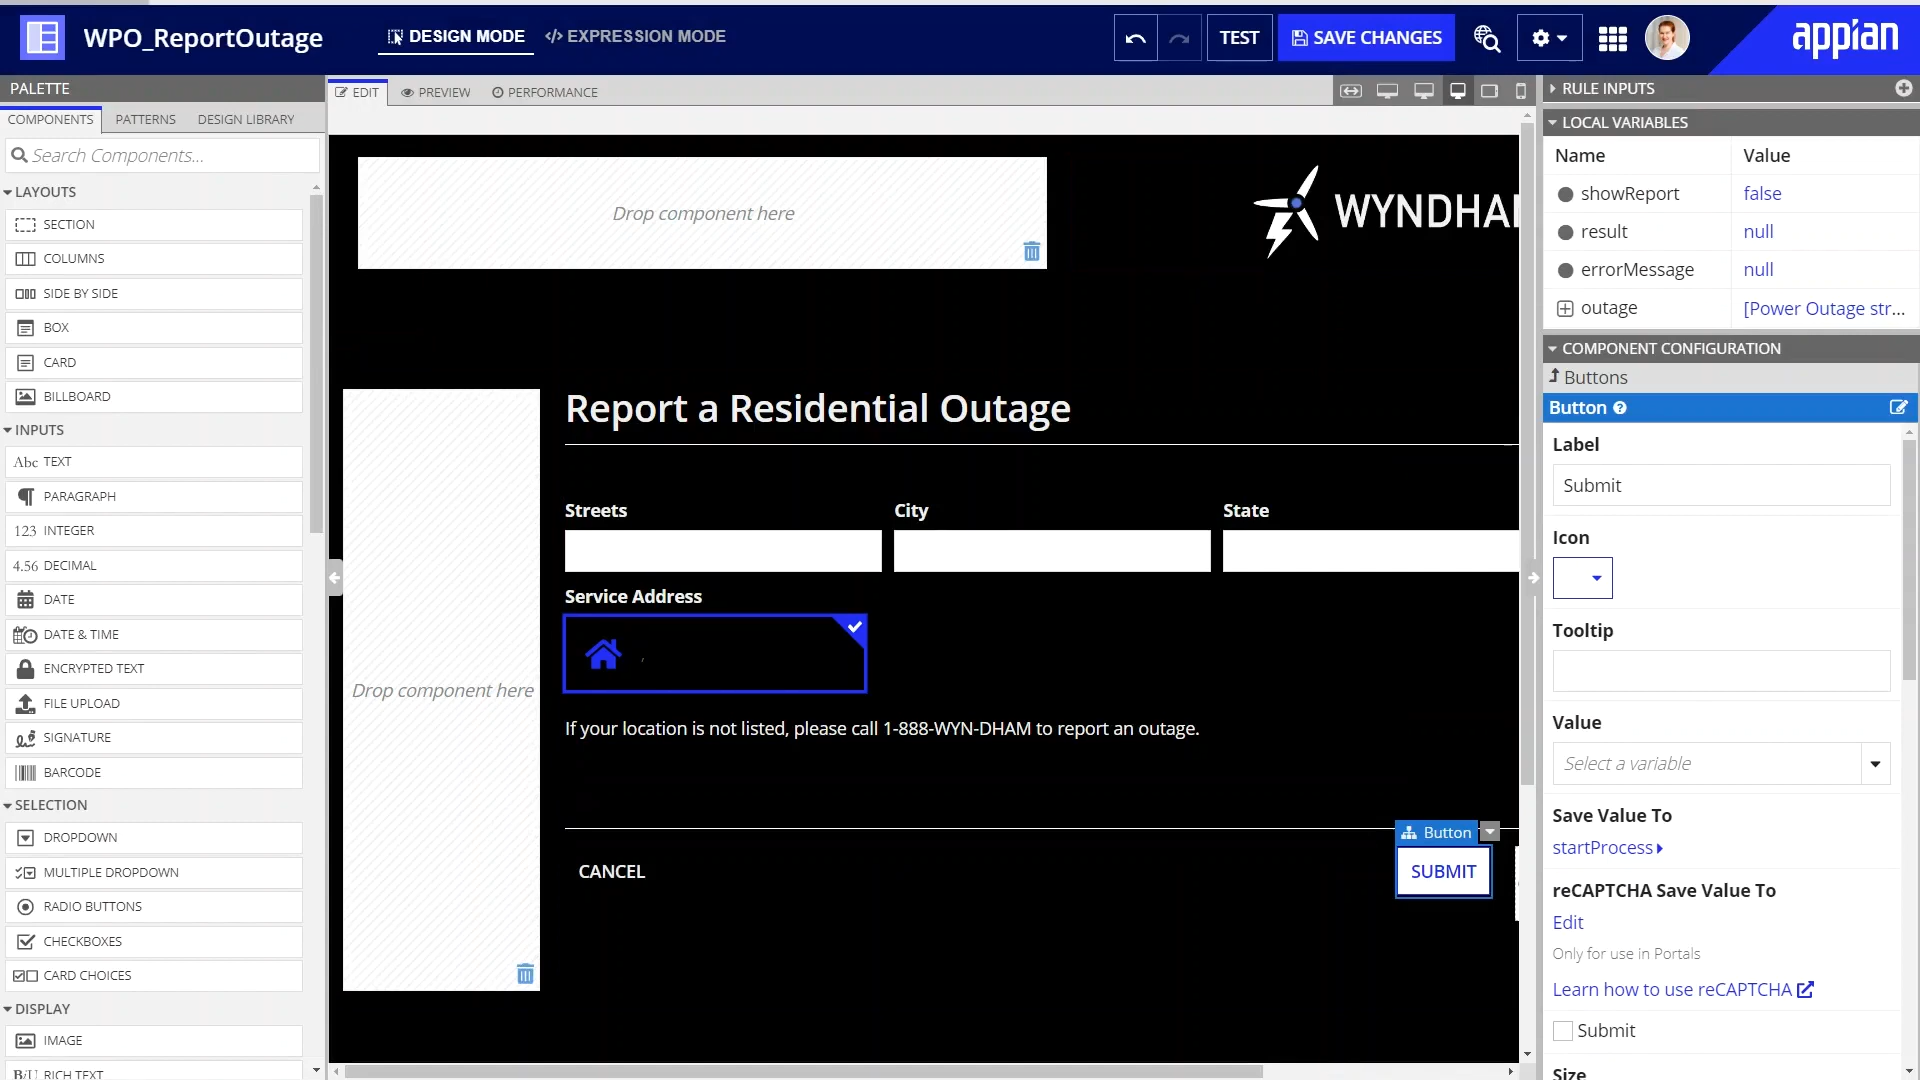 WPO_ReportOutage
DESIGN MODE
</> EXPRESSION MODE
TEST
SAVE CHANGES
appian
PALETTE
COMPONENTS
PATTERNS
DESIGN LIBRARY
Search Components...
LAYOUTS
SECTION
COLUMNS
SIDE BY SIDE
BOX
CARD
BILLBOARD
INPUTS
Abc TEXT
PARAGRAPH
123 INTEGER
4.56 DECIMAL
DATE
DATE & TIME
ENCRYPTED TEXT
FILE UPLOAD
SIGNATURE
BARCODE
SELECTION
DROPDOWN
MULTIPLE DROPDOWN
RADIO BUTTONS
CHECKBOXES
CARD CHOICES
DISPLAY
IMAGE
BIU RICH TEXT
EDIT
PREVIEW
PERFORMANCE
Drop component here
WYNDHAM
Drop component here
Report a Residential Outage
Streets
City
State
Service Address
,
If your location is not listed, please call 1-888-WYN-DHAM to report an outage.
Button
CANCEL
SUBMIT
RULE INPUTS
LOCAL VARIABLES
Name Value
showReport false
result null
errorMessage null
outage [Power Outage str...
COMPONENT CONFIGURATION
Buttons
Button
Label
Submit
Icon
Tooltip
Value
Select a variable
Save Value To
startProcess
reCAPTCHA Save Value To
Edit
Only for use in Portals
Learn how to use reCAPTCHA
Submit
Size